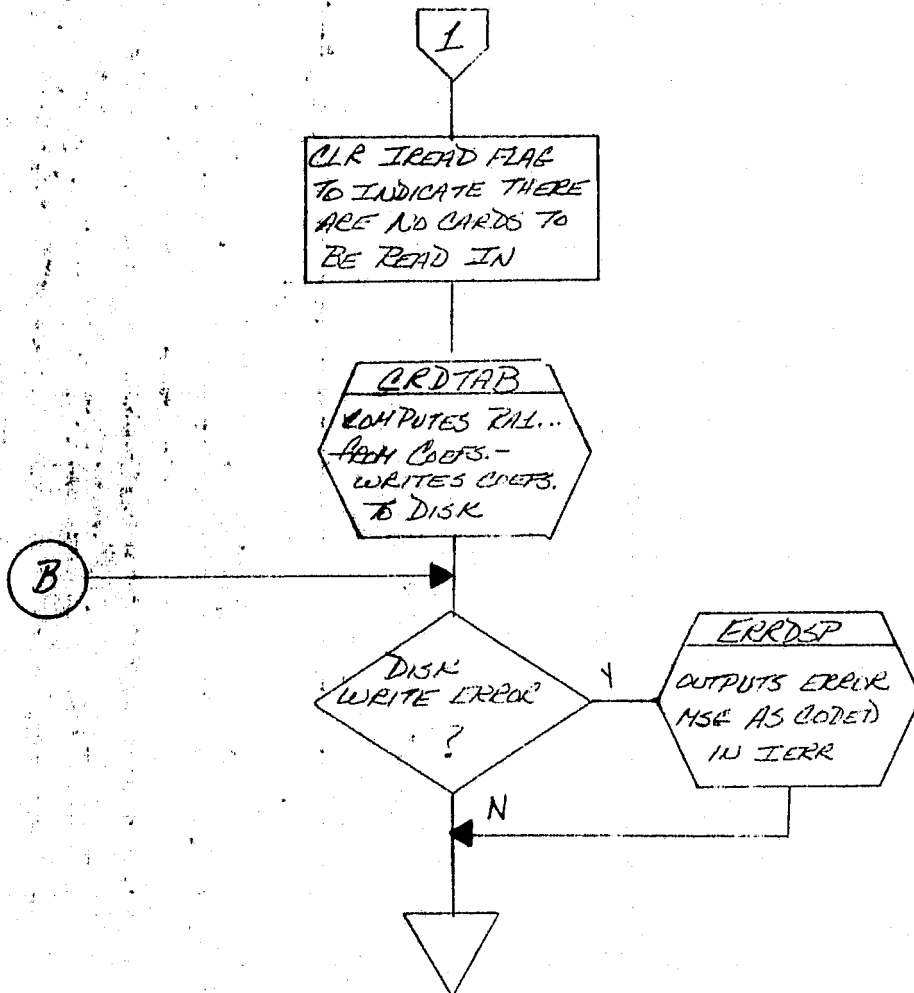 1
CLR IREAD FLAG
TO INDICATE THERE
ARE NO CARDS TO
BE READ IN
CRDTAB
COMPUTES RA1...
FROM COEFS.-
WRITES COEFS.
TO DISK
B
DISK
WRITE ERROR
?
Y
ERRDSP
OUTPUTS ERROR
MSG AS CODED
IN IERR
N